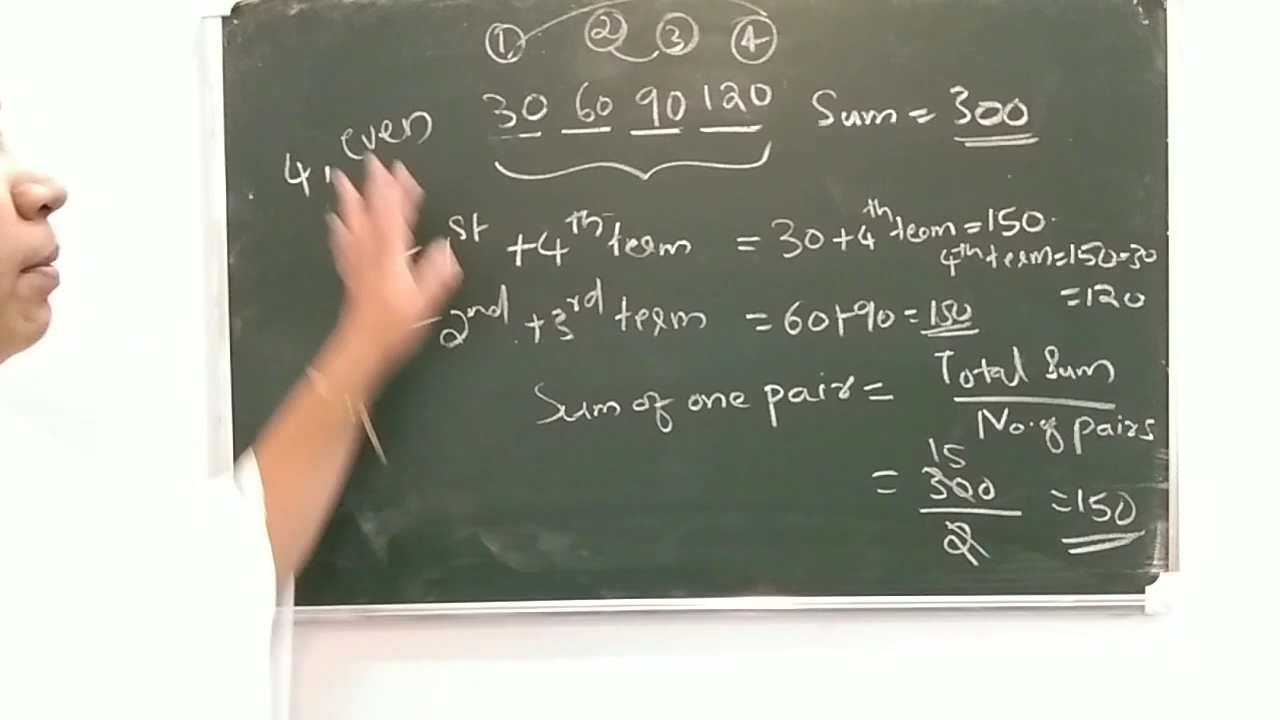 ① ② ③ ④
30 60 90 120 Sum = 300
4, even
st + 4th term = 30 + 4th term = 150
4th term = 150 - 30
= 120
2nd + 3rd term = 60 + 90 = 150
Sum of one pair = Total Sum
No. of pairs
15
= 300 = 150
2